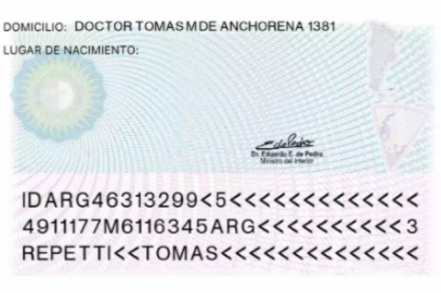 DOMICILIO: DOCTOR TOMAS M DE ANCHORENA 1381
LUGAR DE NACIMIENTO:
Dr. Eduardo E. de Pedro
Ministro del Interior
IDARG46313299<5<<<<<<<<<<<<<<
4911177M6116345ARG<<<<<<<<<<<3
REPETTI<<TOMAS<<<<<<<<<<<<<<<